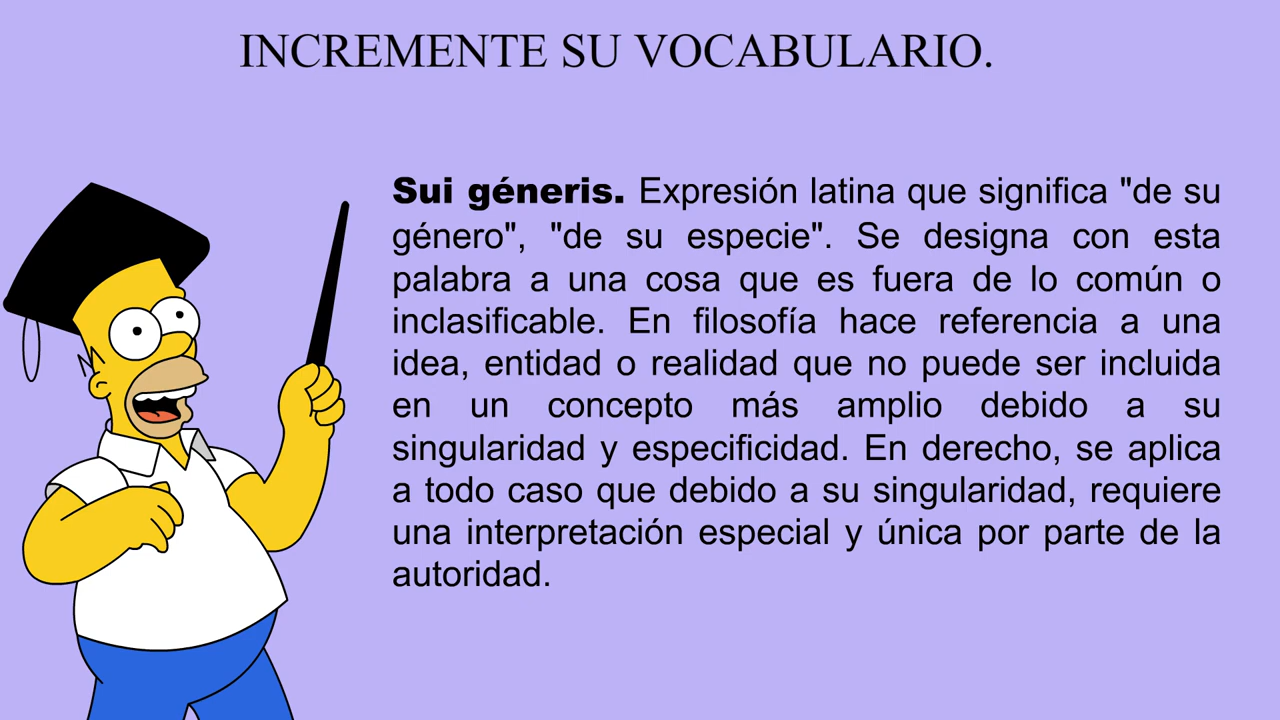 INCREMENTE SU VOCABULARIO.
Sui géneris. Expresión latina que significa "de su
género", "de su especie". Se designa con esta
palabra a una cosa que es fuera de lo común o
inclasificable. En filosofía hace referencia a una
idea, entidad o realidad que no puede ser incluida
en un concepto más amplio debido a su
singularidad y especificidad. En derecho, se aplica
a todo caso que debido a su singularidad, requiere
una interpretación especial y única por parte de la
autoridad.